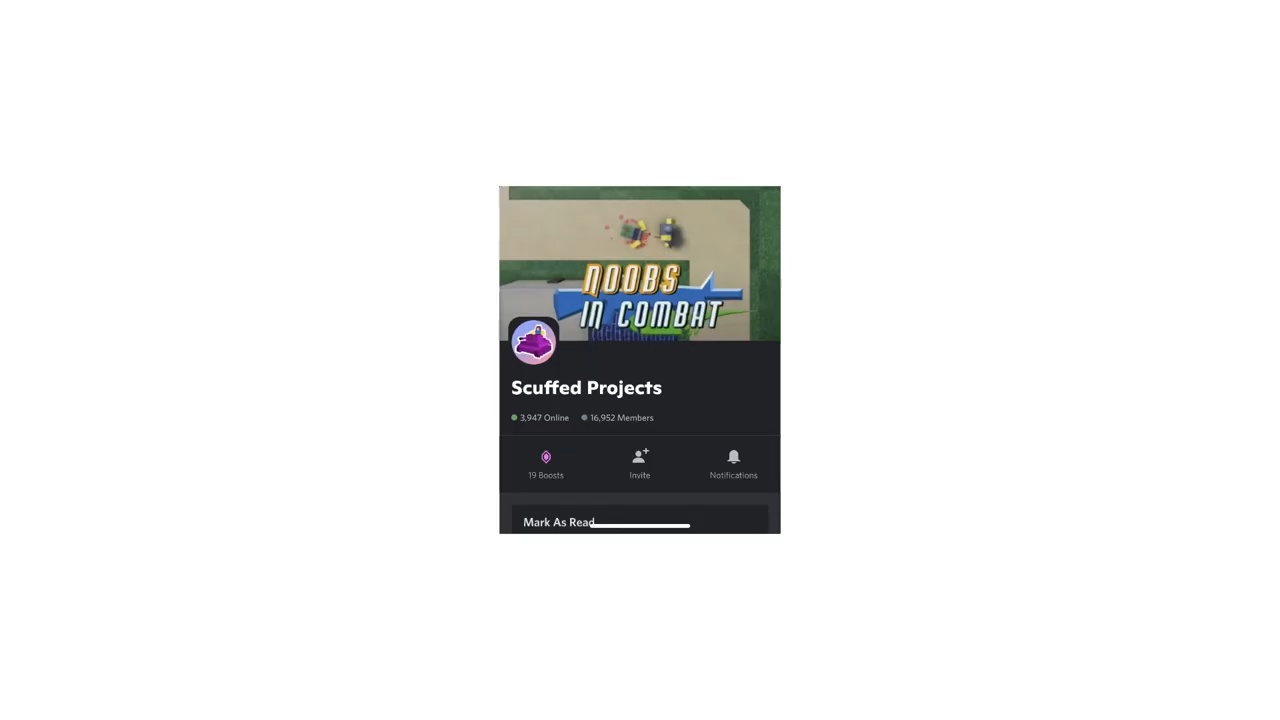 NOOBS
IN COMBAT
Scuffed Projects
3,947 Online 16,952 Members
19 Boosts Invite Notifications
Mark As Read